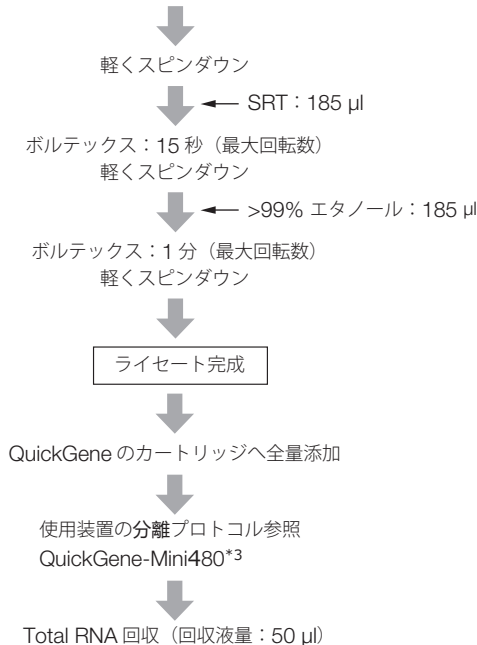 軽くスピンダウン
SRT：185 µl
ボルテックス：15 秒（最大回転数）
軽くスピンダウン
>99% エタノール：185 µl
ボルテックス：1 分（最大回転数）
軽くスピンダウン
ライセート完成
QuickGene のカートリッジへ全量添加
使用装置の分離プロトコル参照
QuickGene-Mini480*3
Total RNA 回収（回収液量：50 µl）